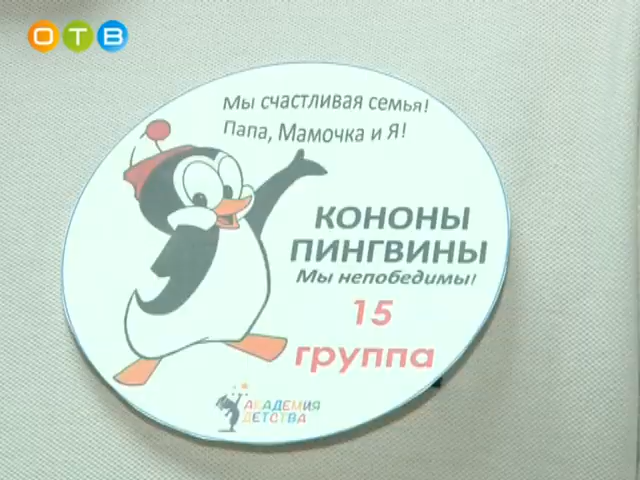 ОТВ
Мы счастливая семья!
Папа, Мамочка и Я!
КОНОНЫ
ПИНГВИНЫ
Мы непобедимы!
15
группа
АКАДЕМИЯ
ДЕТСТВА